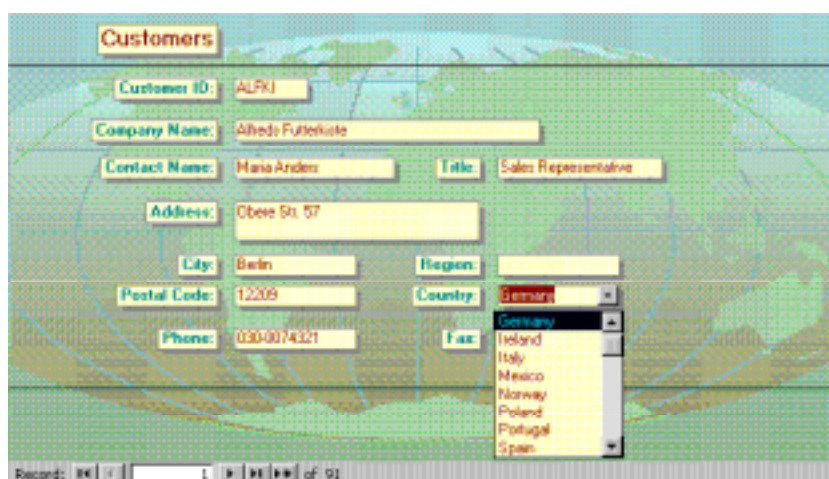 Customers
Customer ID: ALFKI
Company Name: Alfreds Futterkiste
Contact Name: Maria Anders Title: Sales Representative
Address: Obere Str. 57
City: Berlin Region:
Postal Code: 12209 Country: Germany
Germany
Phone: 030-0074321 Fax: Ireland
Italy
Mexico
Norway
Poland
Portugal
Spain
Record: 1 of 91